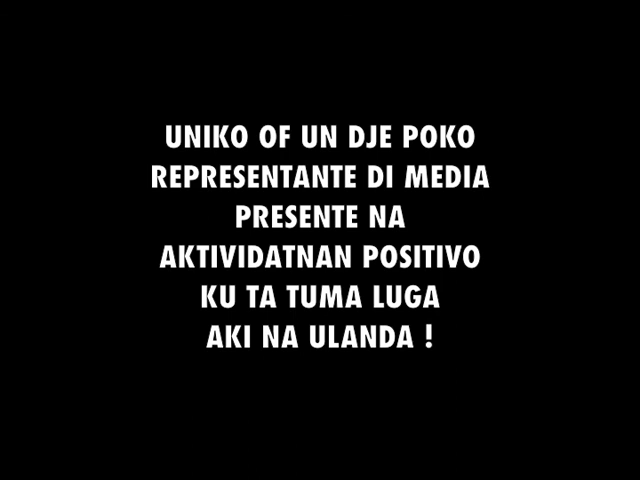 UNIKO OF UN DJE POKO
REPRESENTANTE DI MEDIA
PRESENTE NA
AKTIVIDATNAN POSITIVO
KU TA TUMA LUGA
AKI NA ULANDA !